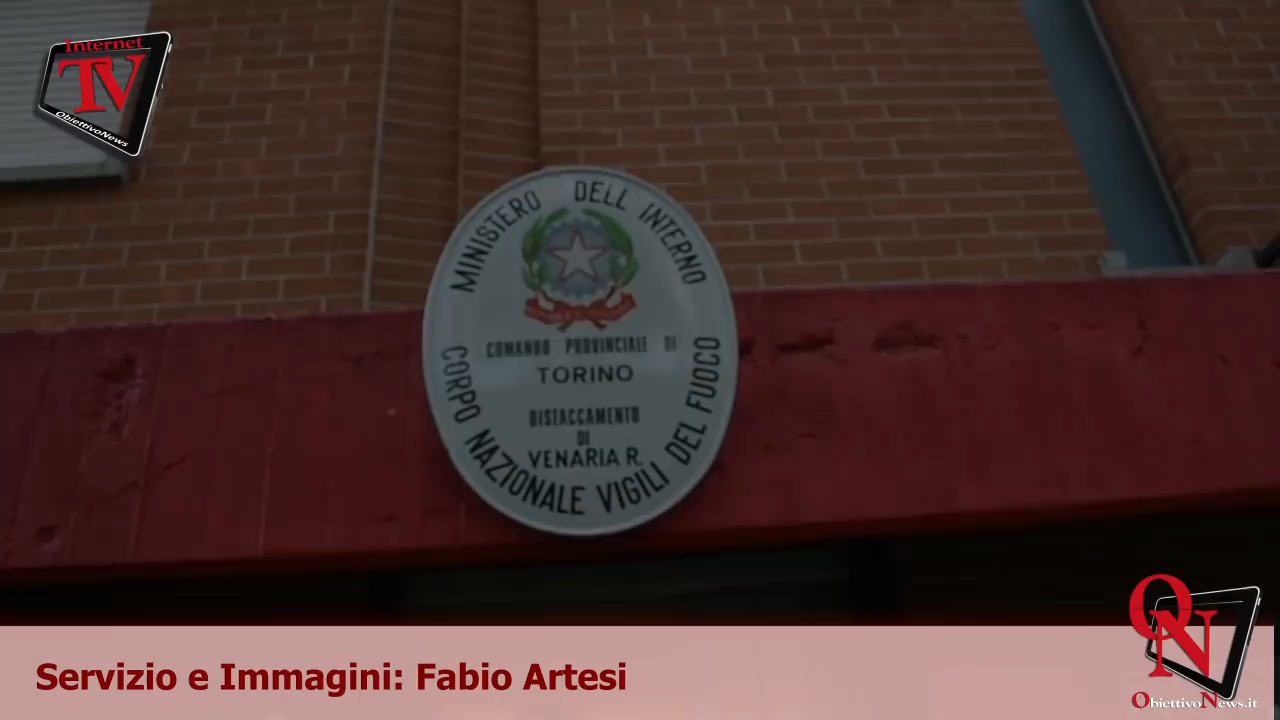 Internet
TV
ObiettivoNews
MINISTERO DELL INTERNO
COMANDO PROVINCIALE DI
TORINO
DISTACCAMENTO
DI
VENARIA R.
CORPO NAZIONALE VIGILI DEL FUOCO
Servizio e Immagini: Fabio Artesi
ON
ObiettivoNews.it